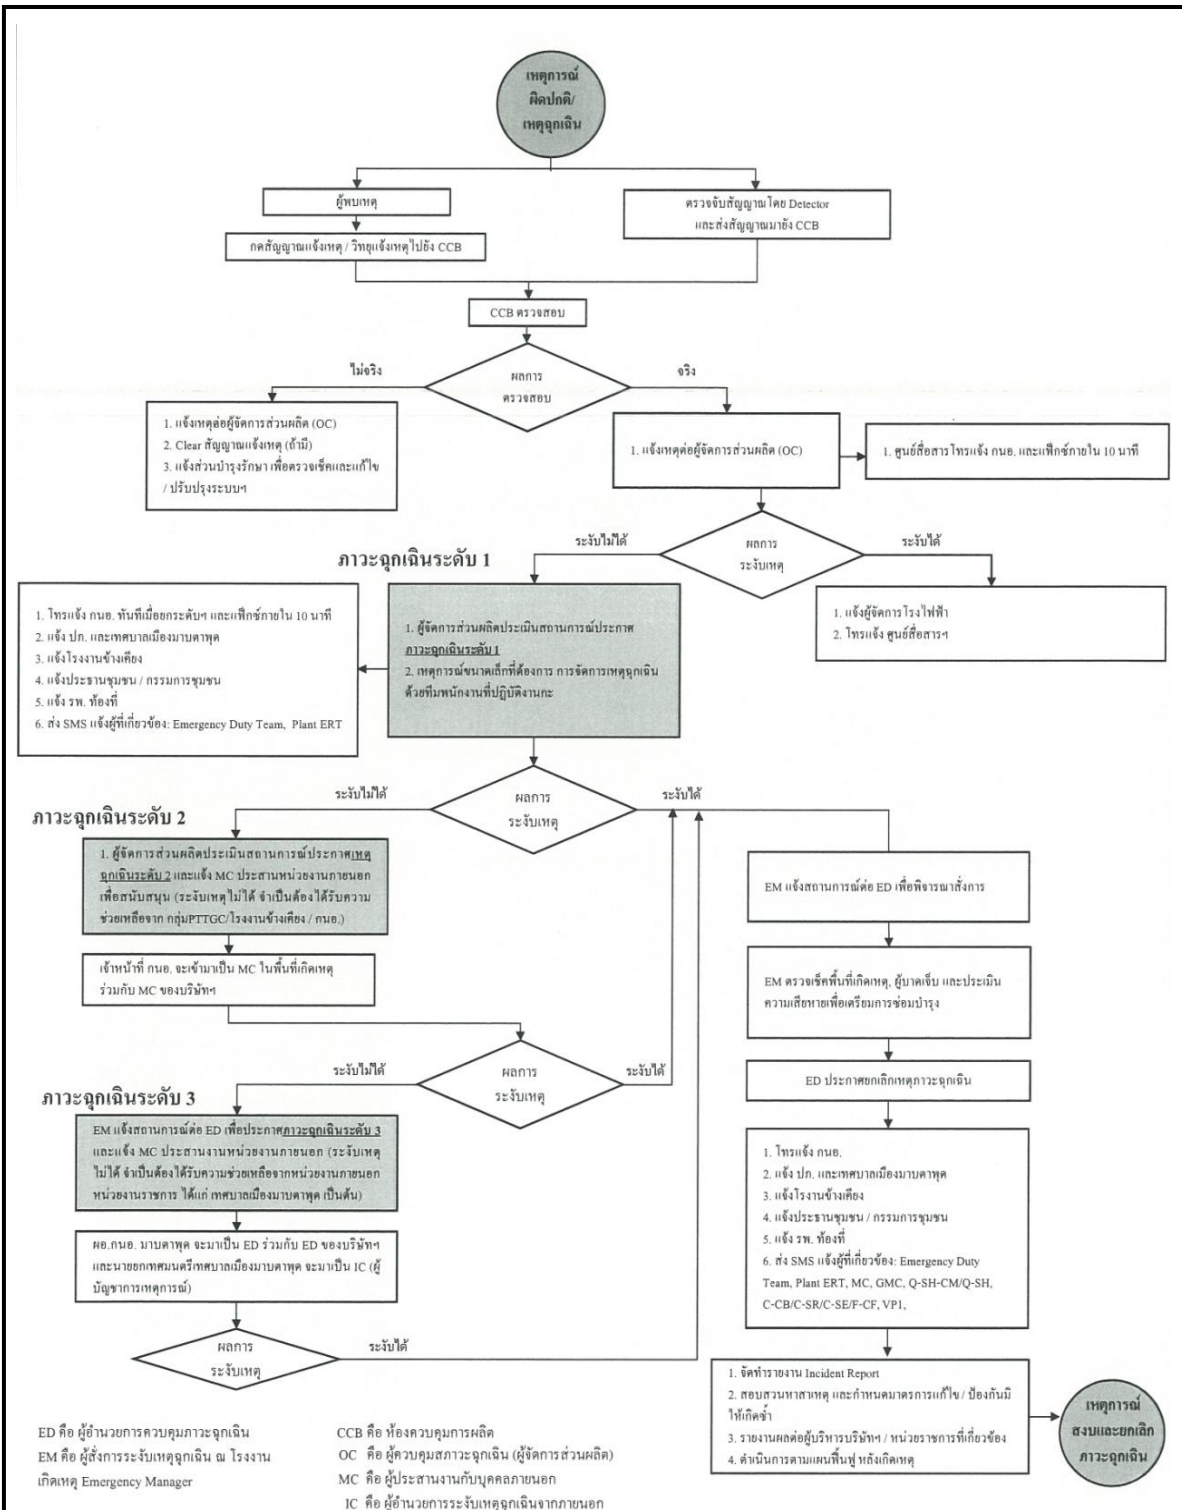 เหตุการณ์
ผิดปกติ/
เหตุฉุกเฉิน
ผู้พบเหตุ
ตรวจจับสัญญาณโดย Detector
และส่งสัญญาณมายัง CCB
กดสัญญาณแจ้งเหตุ / วิทยุแจ้งเหตุไปยัง CCB
CCB ตรวจสอบ
ผลการ
ตรวจสอบ
ไม่จริง
จริง
1. แจ้งเหตุต่อผู้จัดการส่วนผลิต (OC)
2. Clear สัญญาณแจ้งเหตุ (ถ้ามี)
3. แจ้งส่วนบำรุงรักษา เพื่อตรวจเช็คและแก้ไข
/ ปรับปรุงระบบฯ
1. แจ้งเหตุต่อผู้จัดการส่วนผลิต (OC)
1. ศูนย์สื่อสารโทรแจ้ง กนอ. และแฟ็กซ์ภายใน 10 นาที
ผลการ
ระงับเหตุ
ระงับไม่ได้
ระงับได้
1. แจ้งผู้จัดการโรงไฟฟ้า
2. โทรแจ้ง ศูนย์สื่อสารฯ
ภาวะฉุกเฉินระดับ 1
1. ผู้จัดการส่วนผลิตประเมินสถานการณ์ประกาศ
ภาวะฉุกเฉินระดับ 1
2. เหตุการณ์ขนาดเล็กที่ต้องการ การจัดการเหตุฉุกเฉิน
ด้วยทีมพนักงานที่ปฏิบัติงานกะ
1. โทรแจ้ง กนอ. ทันทีเมื่อยกระดับฯ และแฟ็กซ์ภายใน 10 นาที
2. แจ้ง ปภ. และเทศบาลเมืองมาบตาพุด
3. แจ้งโรงงานข้างเคียง
4. แจ้งประธานชุมชน / กรรมการชุมชน
5. แจ้ง รพ. ท้องที่
6. ส่ง SMS แจ้งผู้ที่เกี่ยวข้อง: Emergency Duty Team, Plant ERT
ผลการ
ระงับเหตุ
ระงับไม่ได้
ระงับได้
ภาวะฉุกเฉินระดับ 2
1. ผู้จัดการส่วนผลิตประเมินสถานการณ์ประกาศเหตุ
ฉุกเฉินระดับ 2 และแจ้ง MC ประสานหน่วยงานภายนอก
เพื่อสนับสนุน (ระงับเหตุไม่ได้ จำเป็นต้องได้รับความ
ช่วยเหลือจาก กลุ่มPTTGC/โรงงานข้างเคียง / กนอ.)
เจ้าหน้าที่ กนอ. จะเข้ามาเป็น MC ในพื้นที่เกิดเหตุ
ร่วมกับ MC ของบริษัทฯ
ผลการ
ระงับเหตุ
ระงับไม่ได้
ระงับได้
ภาวะฉุกเฉินระดับ 3
EM แจ้งสถานการณ์ต่อ ED เพื่อประกาศภาวะฉุกเฉินระดับ 3
และแจ้ง MC ประสานงานหน่วยงานภายนอก (ระงับเหตุ
ไม่ได้ จำเป็นต้องได้รับความช่วยเหลือจากหน่วยงานภายนอก
หน่วยงานราชการ ได้แก่ เทศบาลเมืองมาบตาพุด เป็นต้น)
ผอ.กนอ. มาบตาพุด จะมาเป็น ED ร่วมกับ ED ของบริษัทฯ
และนายยกเทศมนตรีเทศบาลเมืองมาบตาพุด จะมาเป็น IC (ผู้
บัญชาการเหตุการณ์)
ผลการ
ระงับเหตุ
ระงับได้
EM แจ้งสถานการณ์ต่อ ED เพื่อพิจารณาสั่งการ
EM ตรวจเช็คพื้นที่เกิดเหตุ, ผู้บาดเจ็บ และประเมิน
ความเสียหายเพื่อเตรียมการซ่อมบำรุง
ED ประกาศยกเลิกเหตุภาวะฉุกเฉิน
1. โทรแจ้ง กนอ.
2. แจ้ง ปภ. และเทศบาลเมืองมาบตาพุด
3. แจ้งโรงานข้างเคียง
4. แจ้งประธานชุมชน / กรรมการชุมชน
5. แจ้ง รพ. ท้องที่
6. ส่ง SMS แจ้งผู้ที่เกี่ยวข้อง: Emergency Duty
Team, Plant ERT, MC, GMC, Q-SH-CM/Q-SH,
C-CB/C-SR/C-SE/F-CF, VP1,
1. จัดทำรายงาน Incident Report
2. สอบสวนหาสาเหตุ และกำหนดมาตรการแก้ไข / ป้องกันมิ
ให้เกิดซ้ำ
3. รายงานผลต่อผู้บริหารบริษัทฯ / หน่วยราชการที่เกี่ยวข้อง
4. ดำเนินการตามแผนฟื้นฟู หลังเกิดเหตุ
เหตุการณ์
สงบและยกเลิก
ภาวะฉุกเฉิน
ED คือ ผู้อำนวยการควบคุมภาวะฉุกเฉิน
EM คือ ผู้สั่งการระงับเหตุฉุกเฉิน ณ โรงงาน
เกิดเหตุ Emergency Manager
CCB คือ ห้องควบคุมการผลิต
OC คือ ผู้ควบคุมสภาวะฉุกเฉิน (ผู้จัดการส่วนผลิต)
MC คือ ผู้ประสานงานกับบุคคลภายนอก
IC คือ ผู้อำนวยการระงับเหตุฉุกเฉินจากภายนอก